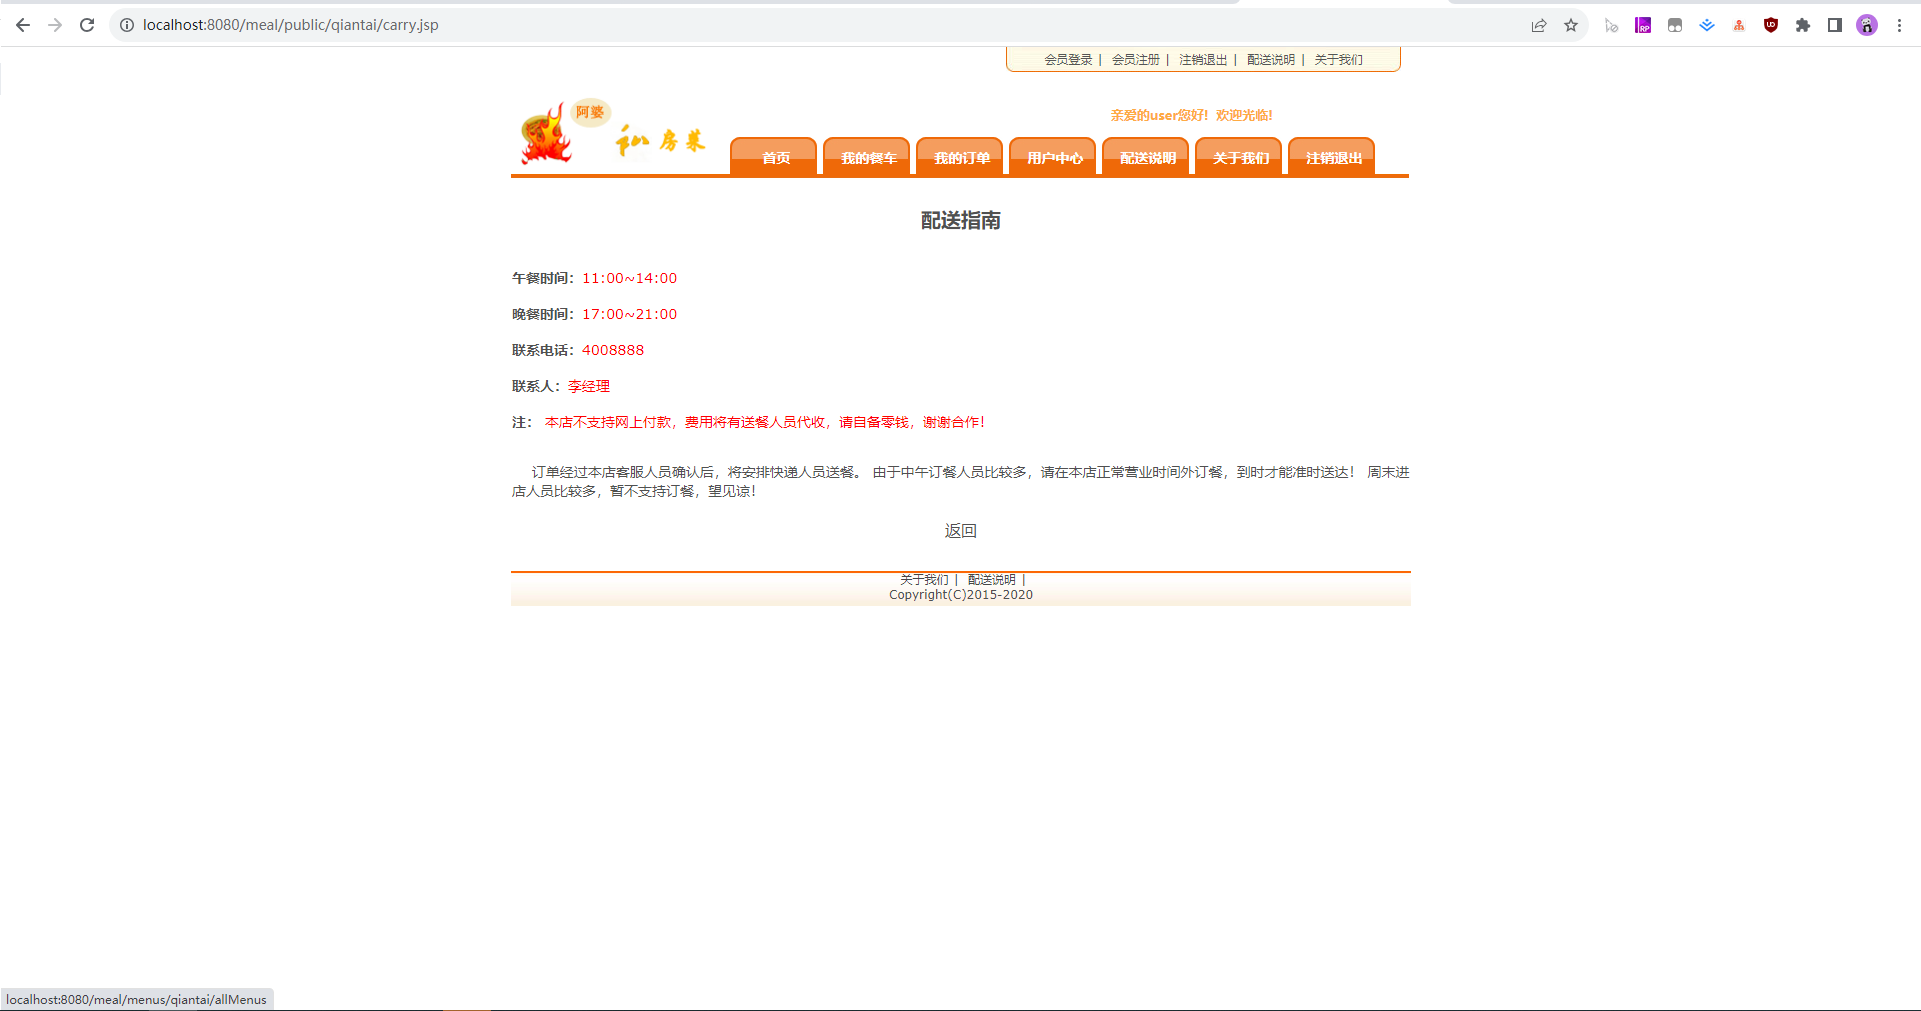 localhost:8080/meal/public/qiantai/carry.jsp
会员登录 | 会员注册 | 注销退出 | 配送说明 | 关于我们
阿婆
私房菜
亲爱的user您好! 欢迎光临!
首页 我的餐车 我的订单 用户中心 配送说明 关于我们 注销退出
配送指南
午餐时间：11:00~14:00
晚餐时间：17:00~21:00
联系电话：4008888
联系人：李经理
注： 本店不支持网上付款，费用将有送餐人员代收，请自备零钱，谢谢合作！
订单经过本店客服人员确认后，将安排快递人员送餐。 由于中午订餐人员比较多，请在本店正常营业时间外订餐，到时才能准时送达！ 周末进
店人员比较多，暂不支持订餐，望见谅！
返回
关于我们 | 配送说明 |
Copyright(C)2015-2020
localhost:8080/meal/menus/qiantai/allMenus